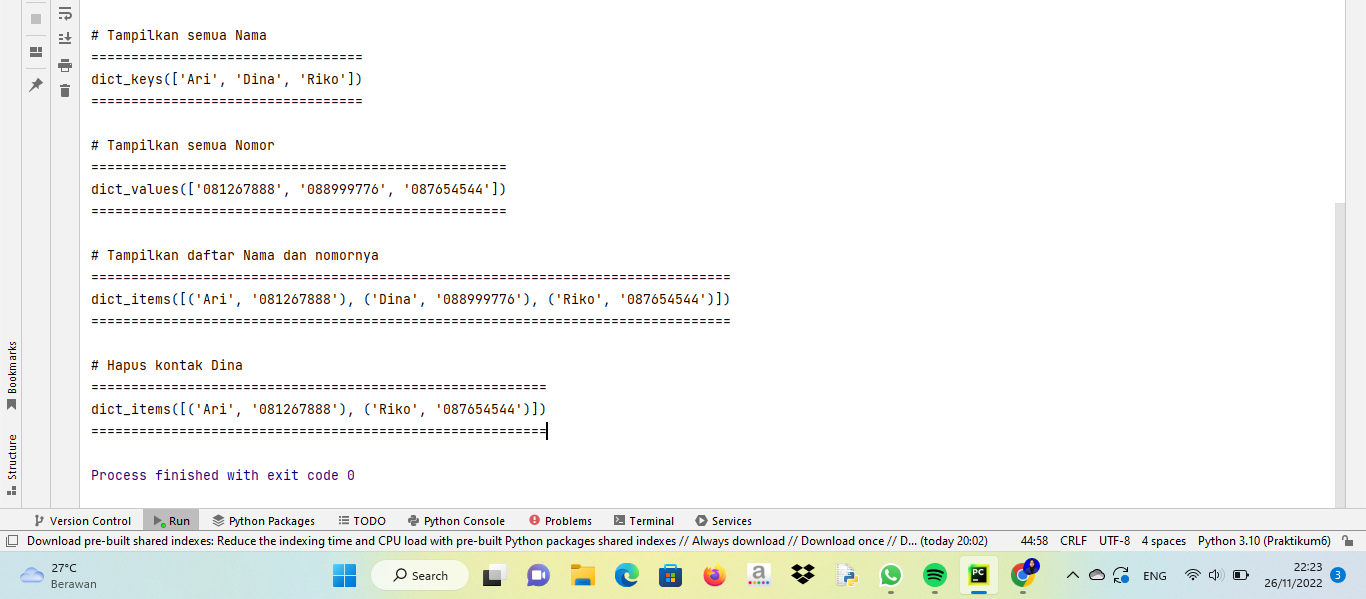 # Tampilkan semua Nama
==================================
dict_keys(['Ari', 'Dina', 'Riko'])
==================================
# Tampilkan semua Nomor
====================================================
dict_values(['081267888', '088999776', '087654544'])
====================================================
# Tampilkan daftar Nama dan nomornya
================================================================================
dict_items([('Ari', '081267888'), ('Dina', '088999776'), ('Riko', '087654544')])
================================================================================
# Hapus kontak Dina
=========================================================
dict_items([('Ari', '081267888'), ('Riko', '087654544')])
=========================================================
Process finished with exit code 0
Bookmarks
Structure
Version Control Run Python Packages TODO Python Console Problems Terminal Services
Download pre-built shared indexes: Reduce the indexing time and CPU load with pre-built Python packages shared indexes // Always download // Download once // D... (today 20:02) 44:58 CRLF UTF-8 4 spaces Python 3.10 (Praktikum6)
27°C
Berawan
Search
a
PC
ENG
22:23
26/11/2022
3